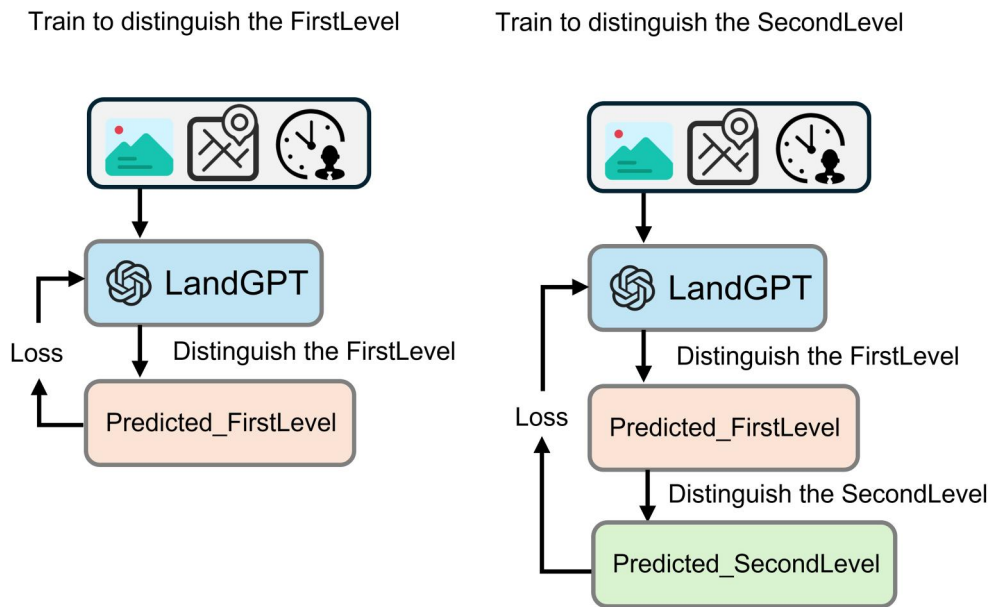 Train to distinguish the FirstLevel
LandGPT
Loss
Distinguish the FirstLevel
Predicted_FirstLevel
Train to distinguish the SecondLevel
LandGPT
Distinguish the FirstLevel
Loss
Predicted_FirstLevel
Distinguish the SecondLevel
Predicted_SecondLevel